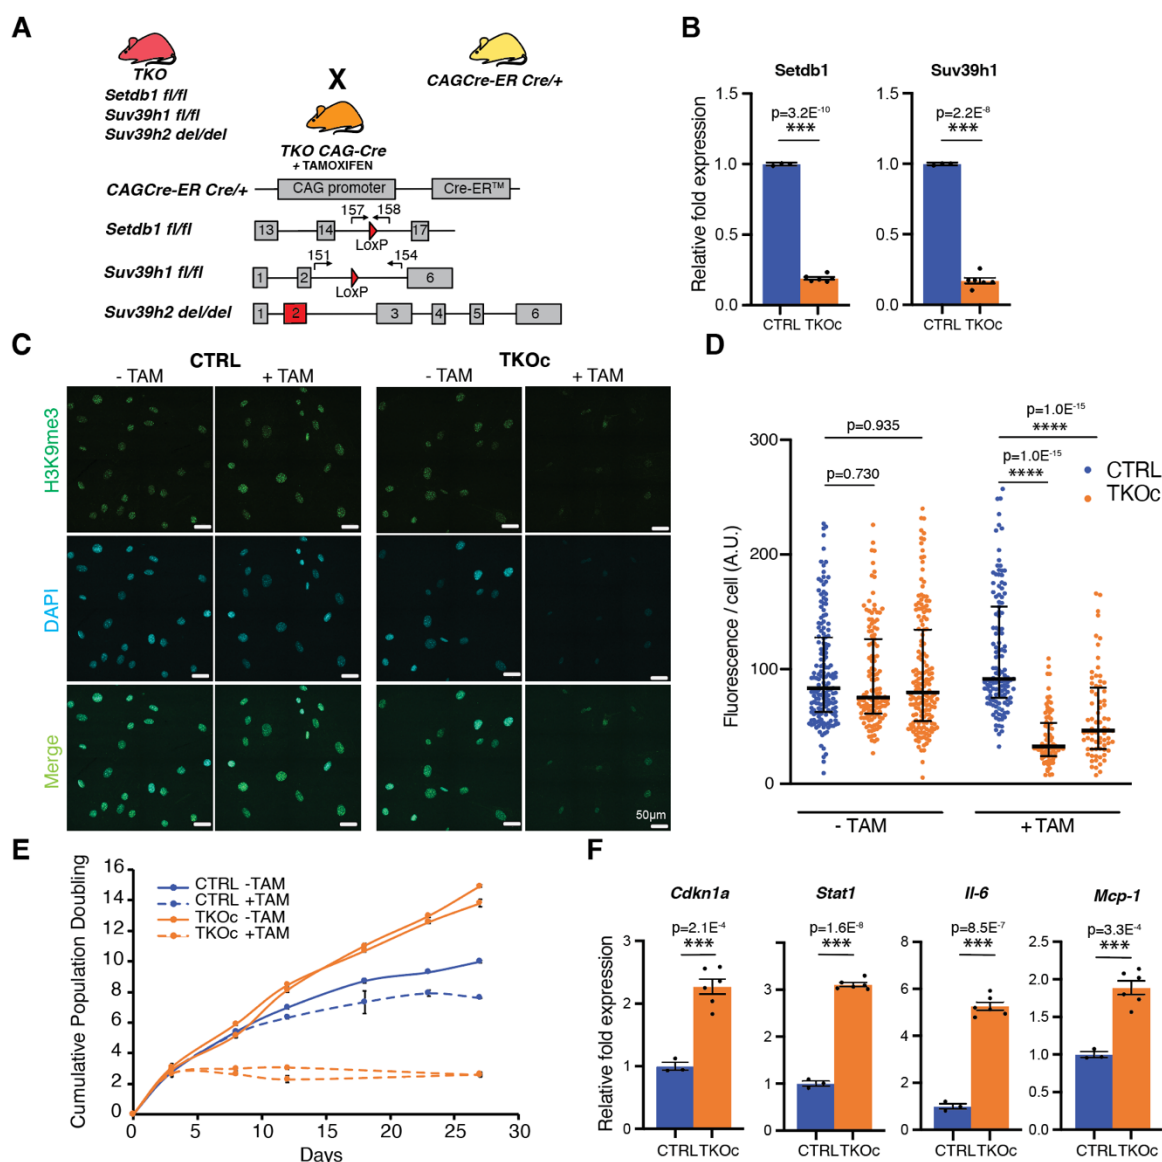 A
TKO
Setdb1 fl/fl
Suv39h1 fl/fl
Suv39h2 del/del
X
CAGCre-ER Cre/+
TKO CAG-Cre
+ TAMOXIFEN
CAGCre-ER Cre/+
CAG promoter
Cre-ER™
Setdb1 fl/fl
13
14
157
158
17
LoxP
Suv39h1 fl/fl
1
2
151
154
6
LoxP
Suv39h2 del/del
1
2
3
4
5
6
B
Setdb1
Suv39h1
Relative fold expression
1.5
1.0
0.5
0.0
p=3.2E-10
***
CTRL TKOc
1.5
1.0
0.5
0.0
p=2.2E-8
***
CTRL TKOc
C
CTRL
TKOc
- TAM
+ TAM
- TAM
+ TAM
H3K9me3
DAPI
Merge
50µm
D
Fluorescence / cell (A.U.)
300
200
100
0
p=0.935
p=0.730
p=1.0E-15
****
p=1.0E-15
****
CTRL
TKOc
- TAM
+ TAM
E
Cumulative Population Doubling
16
14
12
10
8
6
4
2
0
CTRL -TAM
CTRL +TAM
TKOc -TAM
TKOc +TAM
0
5
10
15
20
25
30
Days
F
Relative fold expression
Cdkn1a
p=2.1E-4
***
3
2
1
0
CTRL TKOc
Stat1
p=1.6E-8
***
3
2
1
0
CTRL TKOc
Il-6
p=8.5E-7
***
8
6
4
2
0
CTRL TKOc
Mcp-1
p=3.3E-4
***
2.5
2.0
1.5
1.0
0.5
0.0
CTRL TKOc